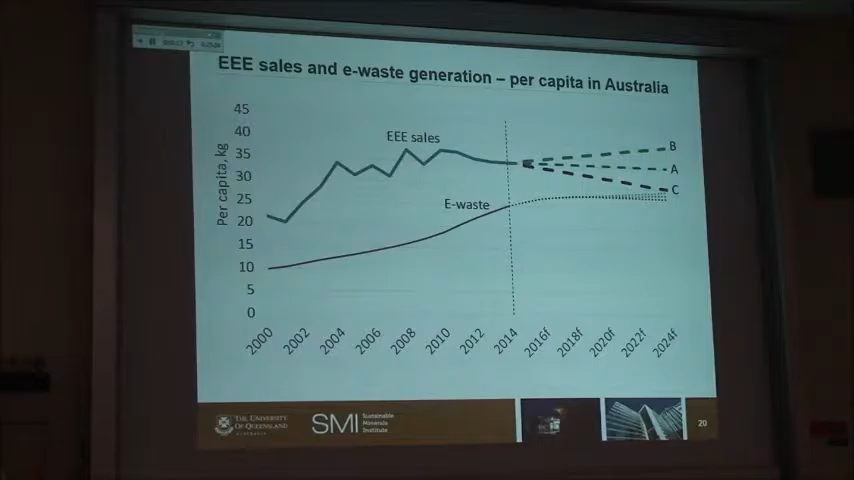 EEE sales and e-waste generation – per capita in Australia
Per capita, kg
45
40
35
30
25
20
15
10
5
0
EEE sales
E-waste
B
A
C
2000
2002
2004
2006
2008
2010
2012
2014
2016f
2018f
2020f
2022f
2024f
THE UNIVERSITY
OF QUEENSLAND
AUSTRALIA
SMI
Sustainable
Minerals
Institute
20